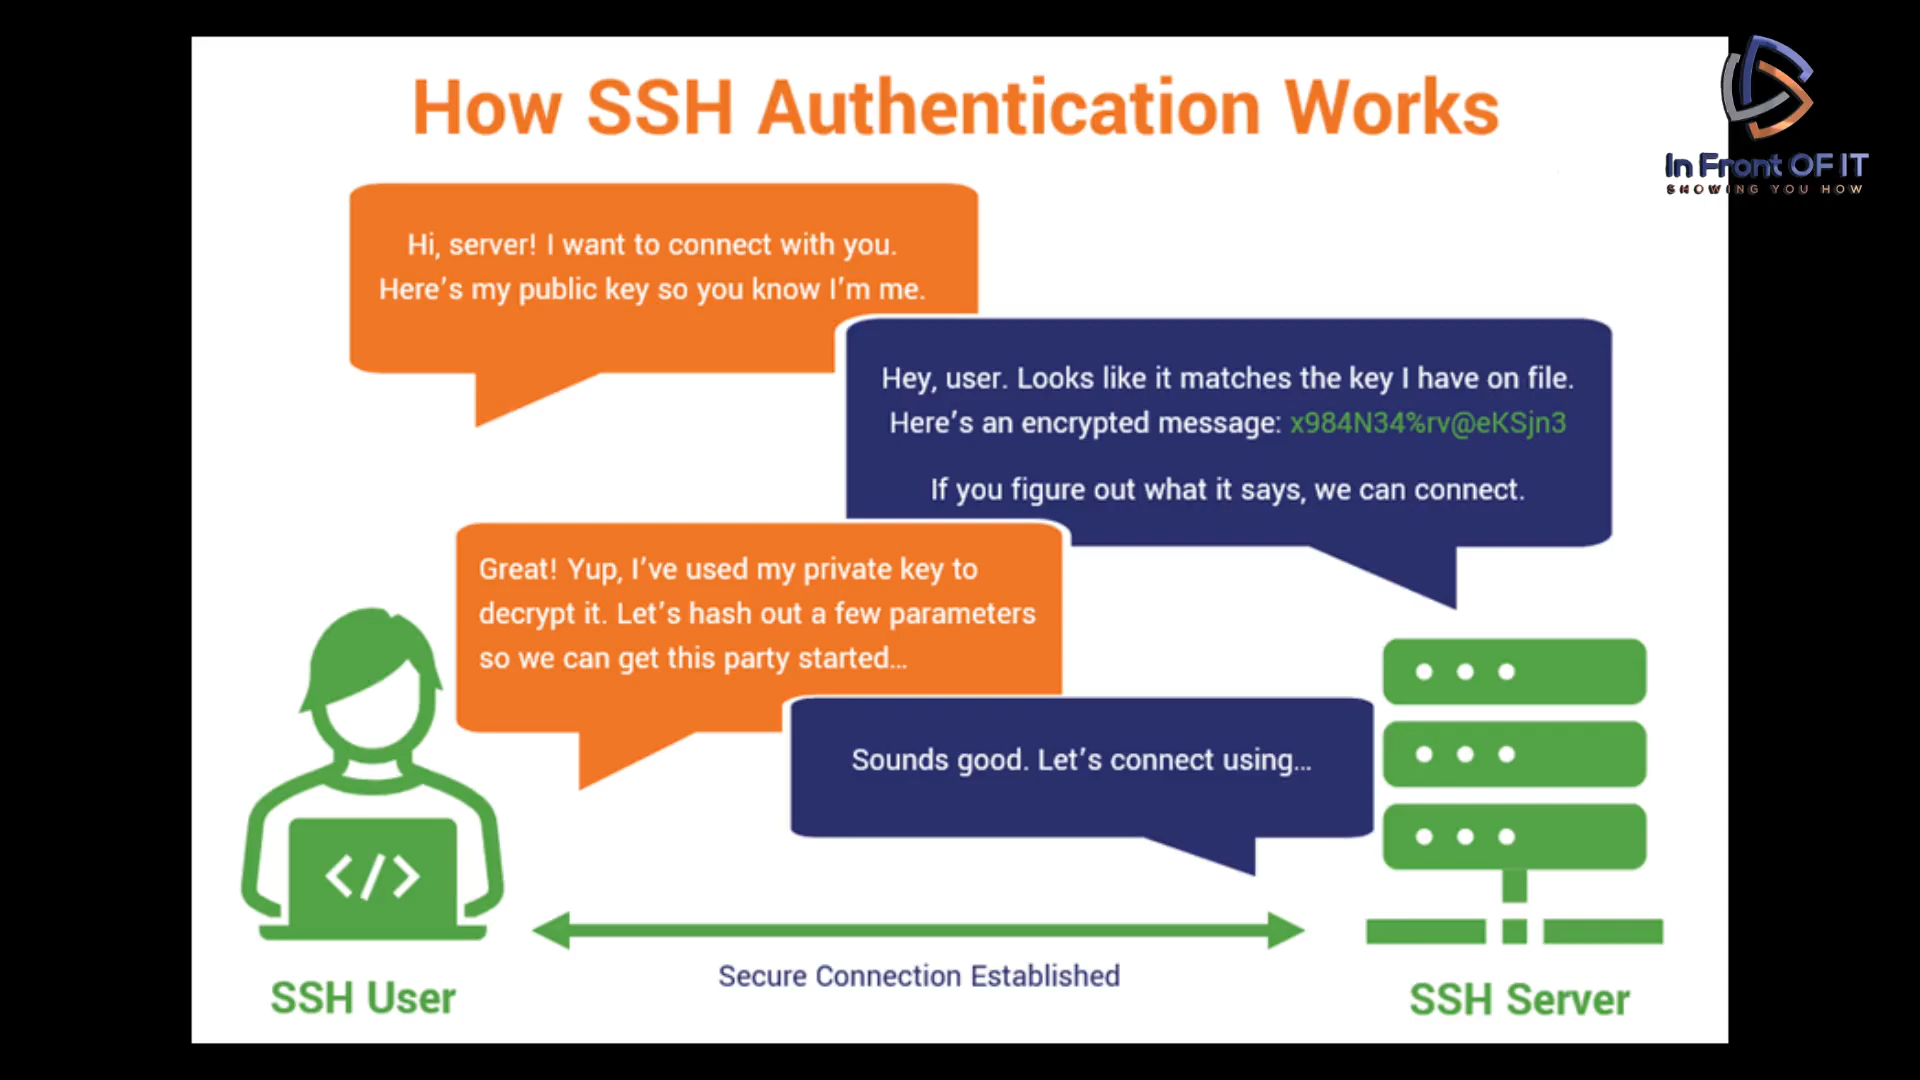 How SSH Authentication Works
In Front OF IT
SHOWING YOU HOW
Hi, server! I want to connect with you.
Here's my public key so you know I'm me.
Hey, user. Looks like it matches the key I have on file.
Here's an encrypted message: x984N34%rv@eKSjn3
If you figure out what it says, we can connect.
Great! Yup, I've used my private key to
decrypt it. Let's hash out a few parameters
so we can get this party started...
Sounds good. Let's connect using...
</>
Secure Connection Established
SSH User
SSH Server